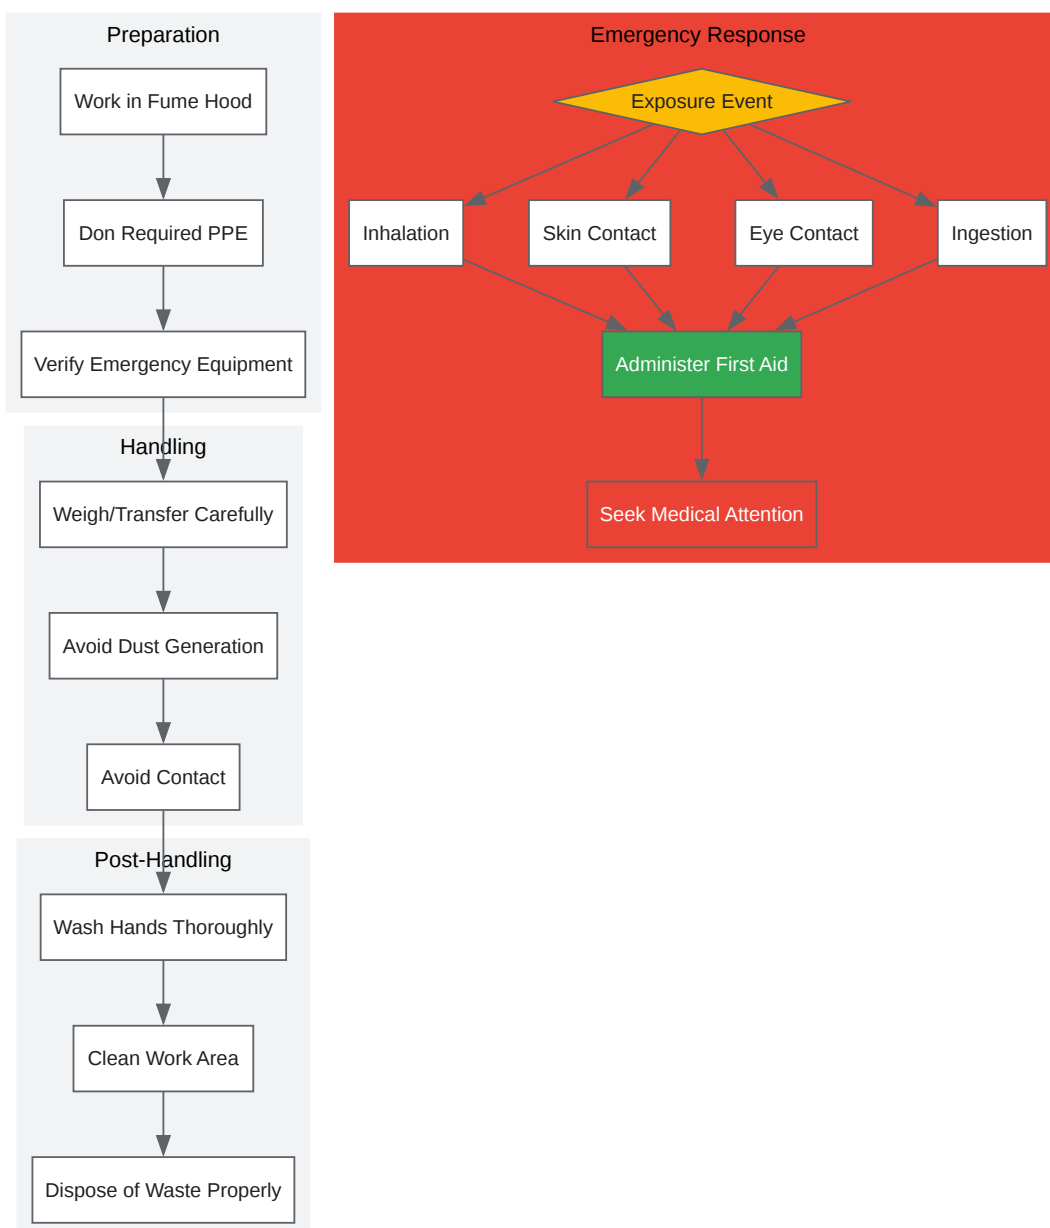 Preparation
Work in Fume Hood
Don Required PPE
Verify Emergency Equipment
Handling
Weigh/Transfer Carefully
Avoid Dust Generation
Avoid Contact
Post-Handling
Wash Hands Thoroughly
Clean Work Area
Dispose of Waste Properly
Emergency Response
Exposure Event
Inhalation
Skin Contact
Eye Contact
Ingestion
Administer First Aid
Seek Medical Attention